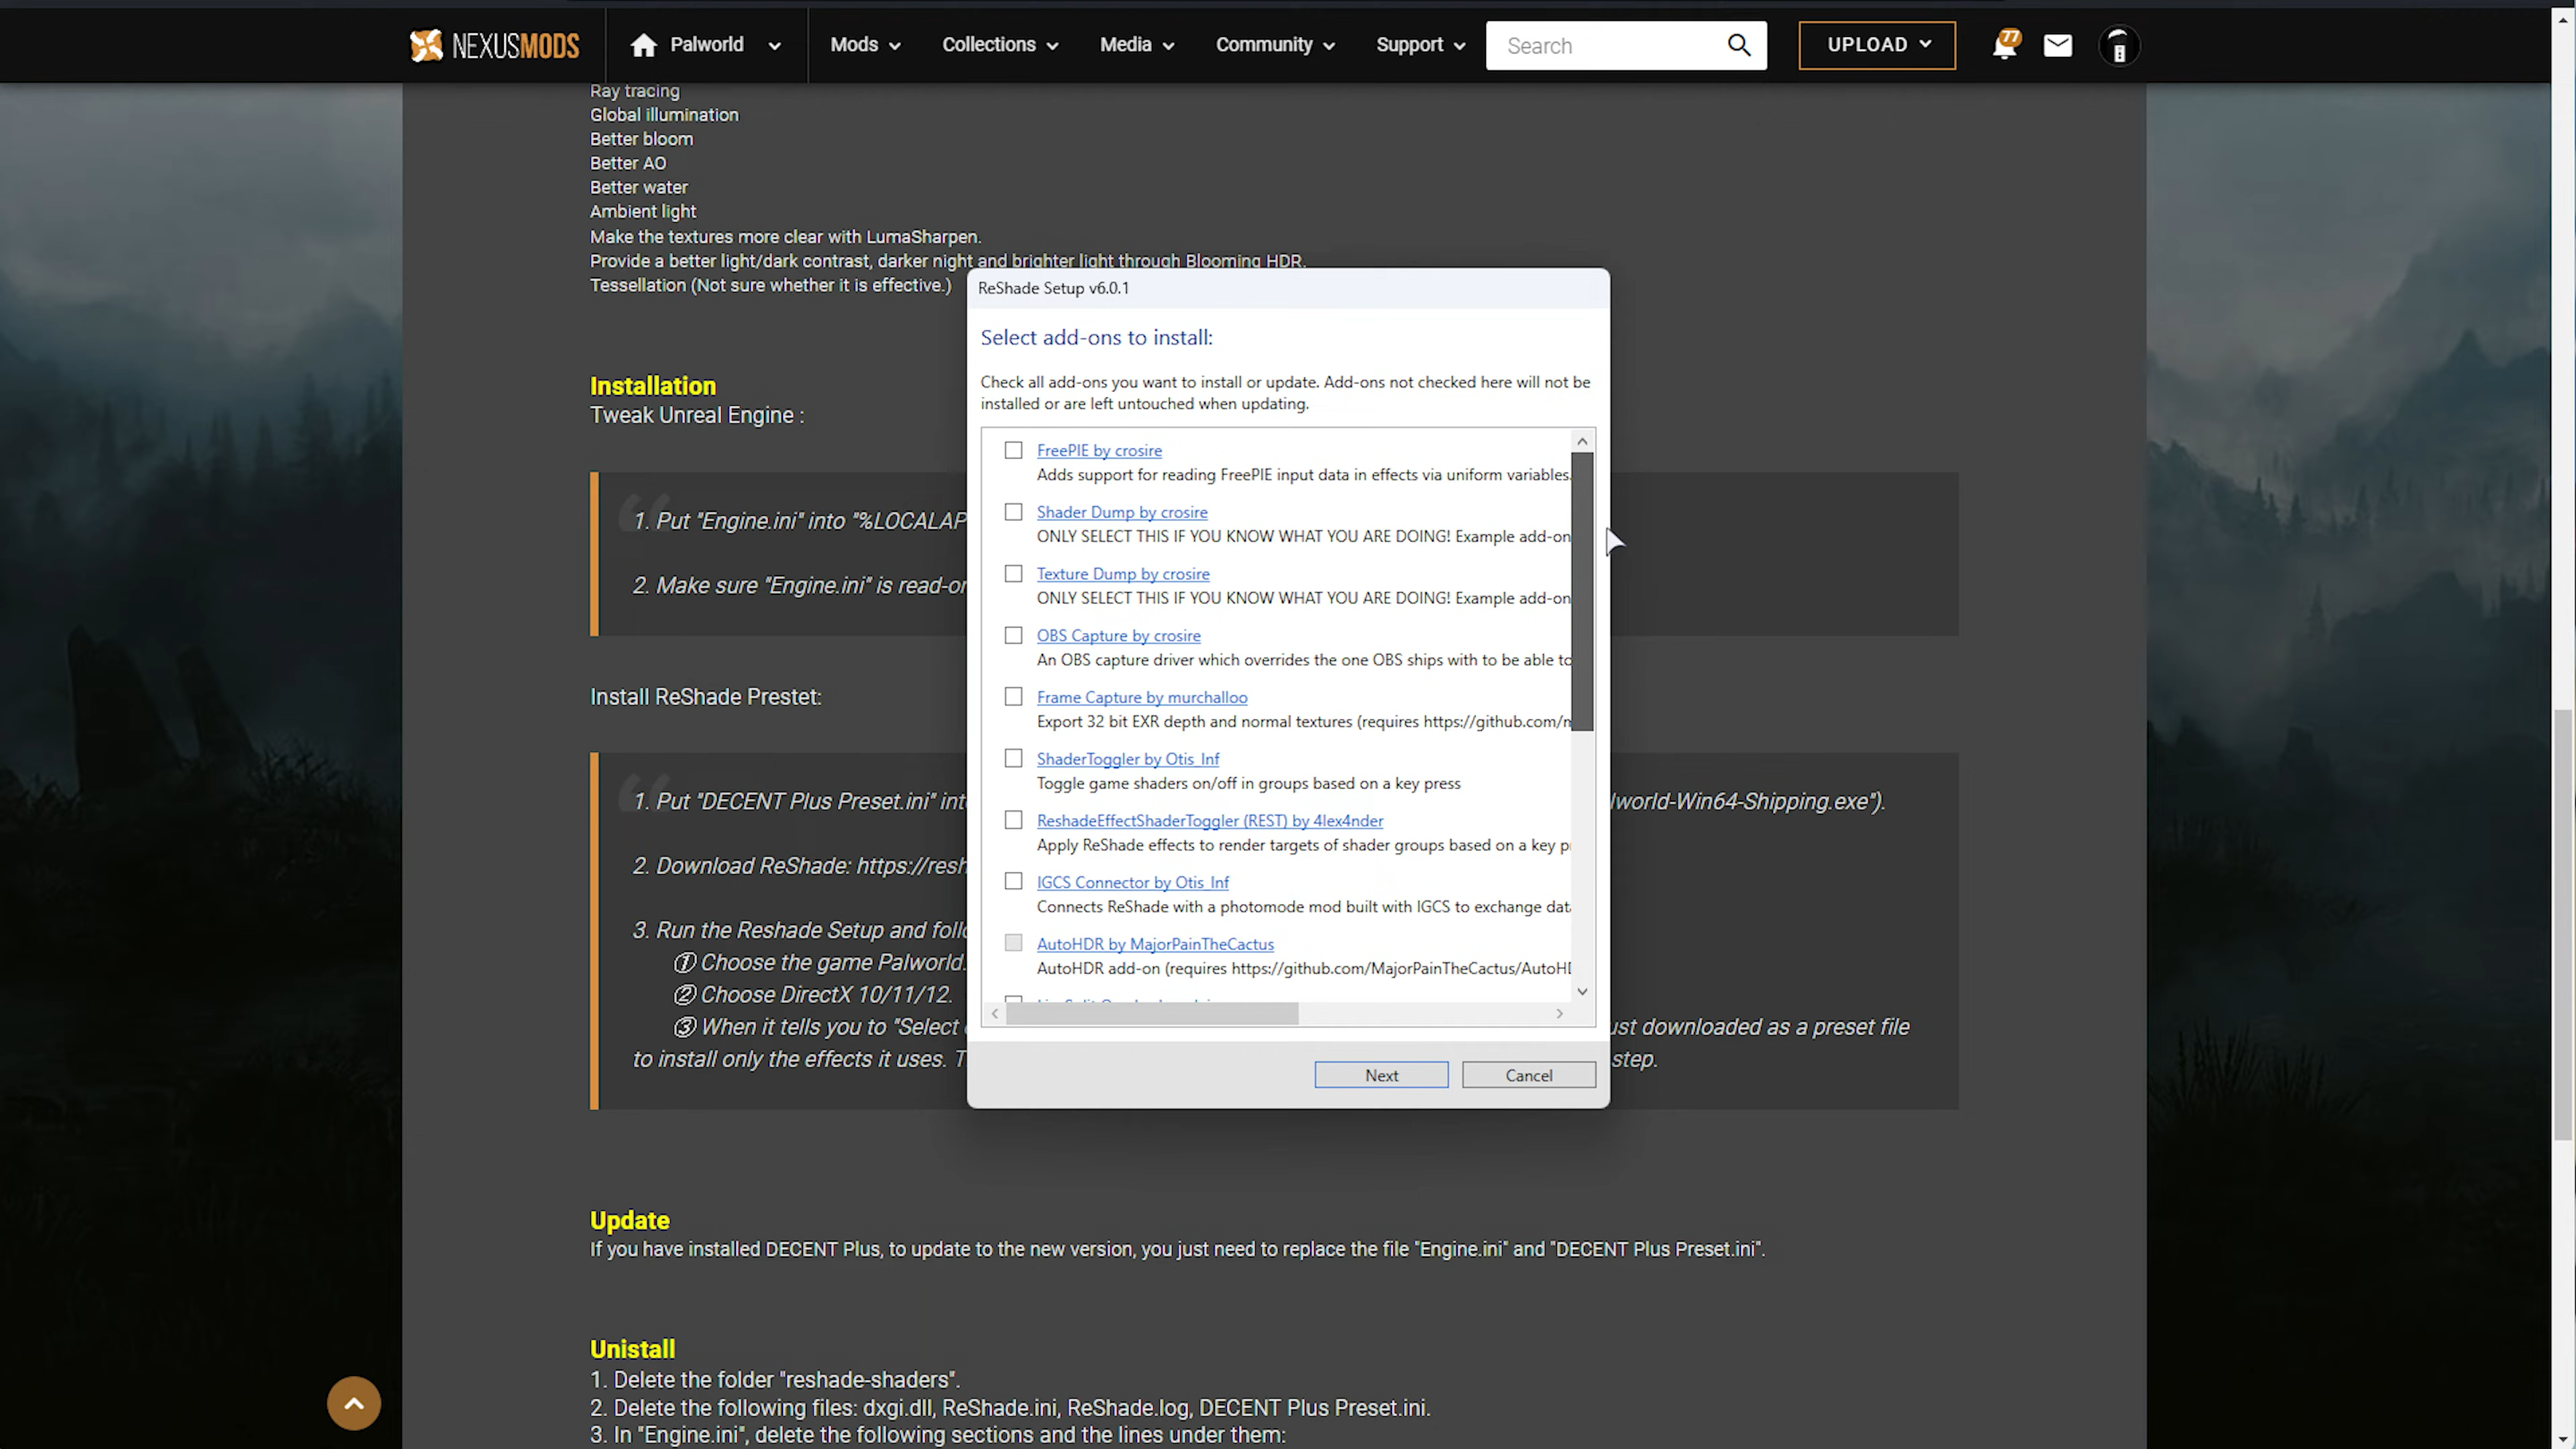 NEXUSMODS
Palworld
Mods
Collections
Media
Community
Support
Search
UPLOAD
77
Ray tracing
Global illumination
Better bloom
Better AO
Better water
Ambient light
Make the textures more clear with LumaSharpen.
Provide a better light/dark contrast, darker night and brighter light through Blooming HDR.
Tessellation (Not sure whether it is effective.)
Installation
Tweak Unreal Engine :
1. Put "Engine.ini" into "%LOCALAP
2. Make sure "Engine.ini" is read-or
Install ReShade Prestet:
1. Put "DECENT Plus Preset.ini" int
lworld-Win64-Shipping.exe").
2. Download ReShade: https://resh
3. Run the Reshade Setup and foll
① Choose the game Palworld.
② Choose DirectX 10/11/12.
③ When it tells you to "Select
ust downloaded as a preset file
to install only the effects it uses. T
step.
ReShade Setup v6.0.1
Select add-ons to install:
Check all add-ons you want to install or update. Add-ons not checked here will not be
installed or are left untouched when updating.
FreePIE by crosire
Adds support for reading FreePIE input data in effects via uniform variables.
Shader Dump by crosire
ONLY SELECT THIS IF YOU KNOW WHAT YOU ARE DOING! Example add-on
Texture Dump by crosire
ONLY SELECT THIS IF YOU KNOW WHAT YOU ARE DOING! Example add-on
OBS Capture by crosire
An OBS capture driver which overrides the one OBS ships with to be able to
Frame Capture by murchalloo
Export 32 bit EXR depth and normal textures (requires https://github.com/m
ShaderToggler by Otis_Inf
Toggle game shaders on/off in groups based on a key press
ReshadeEffectShaderToggler (REST) by 4lex4nder
Apply ReShade effects to render targets of shader groups based on a key p
IGCS Connector by Otis_Inf
Connects ReShade with a photomode mod built with IGCS to exchange dat
AutoHDR by MajorPainTheCactus
AutoHDR add-on (requires https://github.com/MajorPainTheCactus/AutoHD
Next
Cancel
Update
If you have installed DECENT Plus, to update to the new version, you just need to replace the file "Engine.ini" and "DECENT Plus Preset.ini".
Unistall
1. Delete the folder "reshade-shaders".
2. Delete the following files: dxgi.dll, ReShade.ini, ReShade.log, DECENT Plus Preset.ini.
3. In "Engine.ini", delete the following sections and the lines under them: